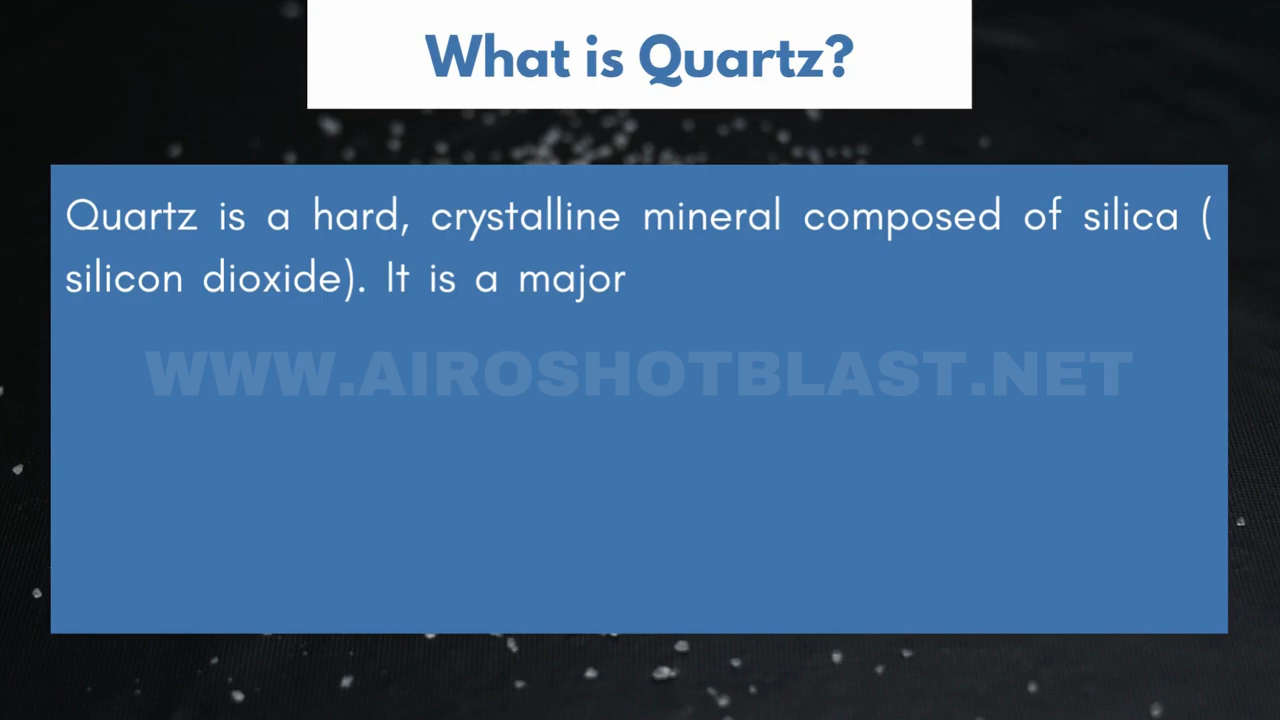 What is Quartz?
Quartz is a hard, crystalline mineral composed of silica (
silicon dioxide). It is a major
WWW.AIROSHOTBLAST.NET